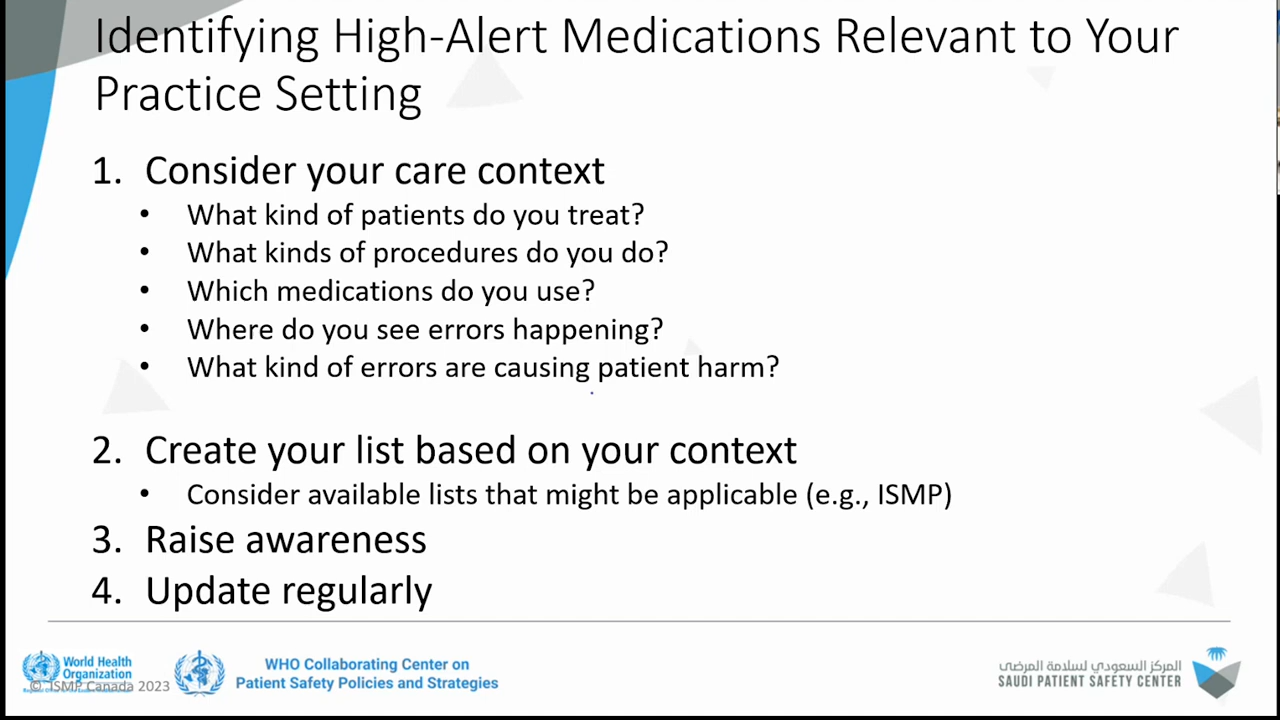 Identifying High-Alert Medications Relevant to Your
Practice Setting
1. Consider your care context
• What kind of patients do you treat?
• What kinds of procedures do you do?
• Which medications do you use?
• Where do you see errors happening?
• What kind of errors are causing patient harm?
2. Create your list based on your context
• Consider available lists that might be applicable (e.g., ISMP)
3. Raise awareness
4. Update regularly
World Health
Organization
© ISMP Canada 2023
WHO Collaborating Center on
Patient Safety Policies and Strategies
المركز السعودي لسلامة المرضى
SAUDI PATIENT SAFETY CENTER